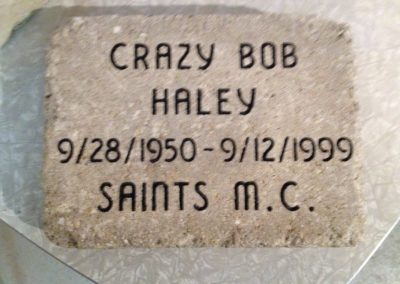 CRAZY BOB
HALEY
9/28/1950-9/12/1999
SAINTS M.C.